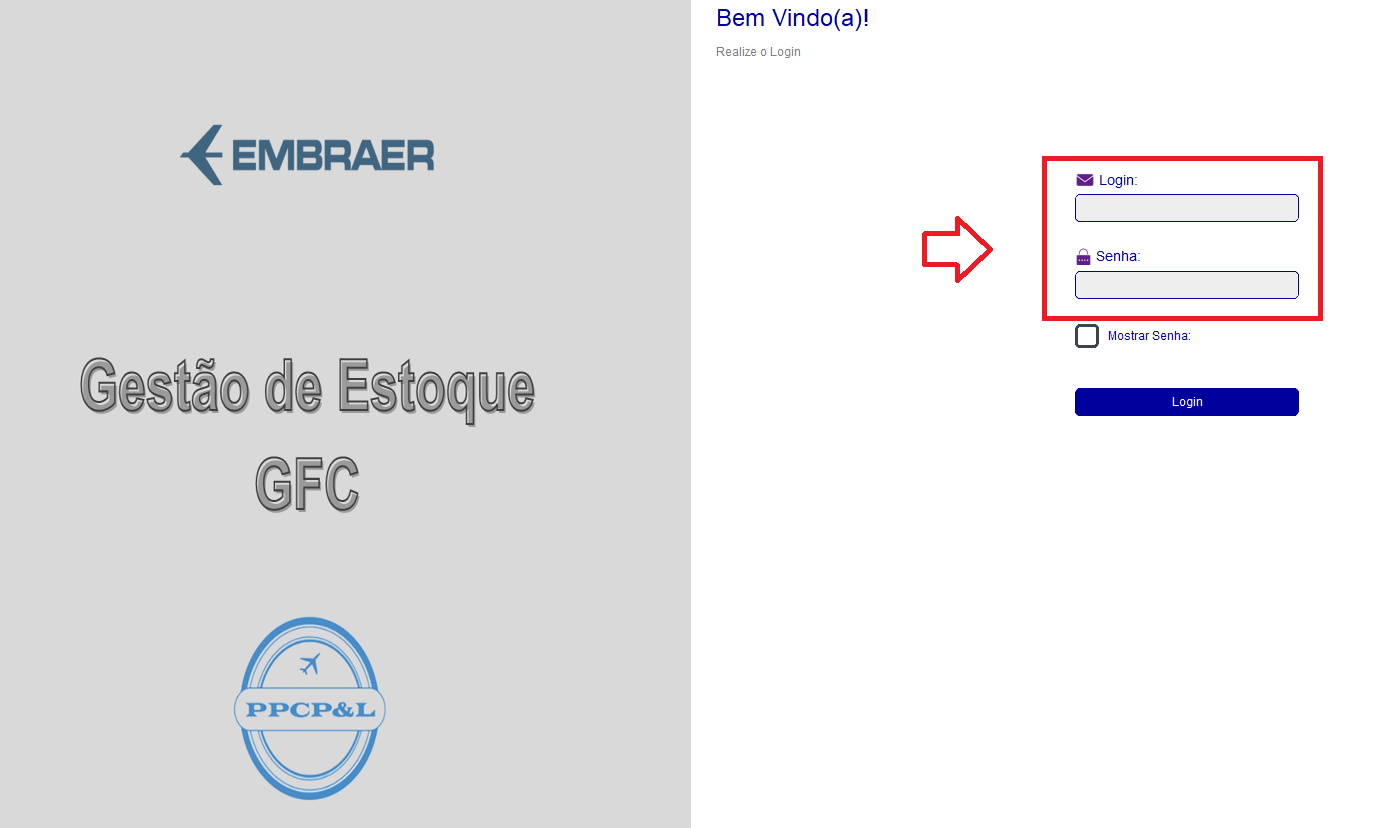 EMBRAER
Gestão de Estoque
GFC
PPCP&L
Bem Vindo(a)!
Realize o Login
Login:
Senha:
Mostrar Senha:
Login